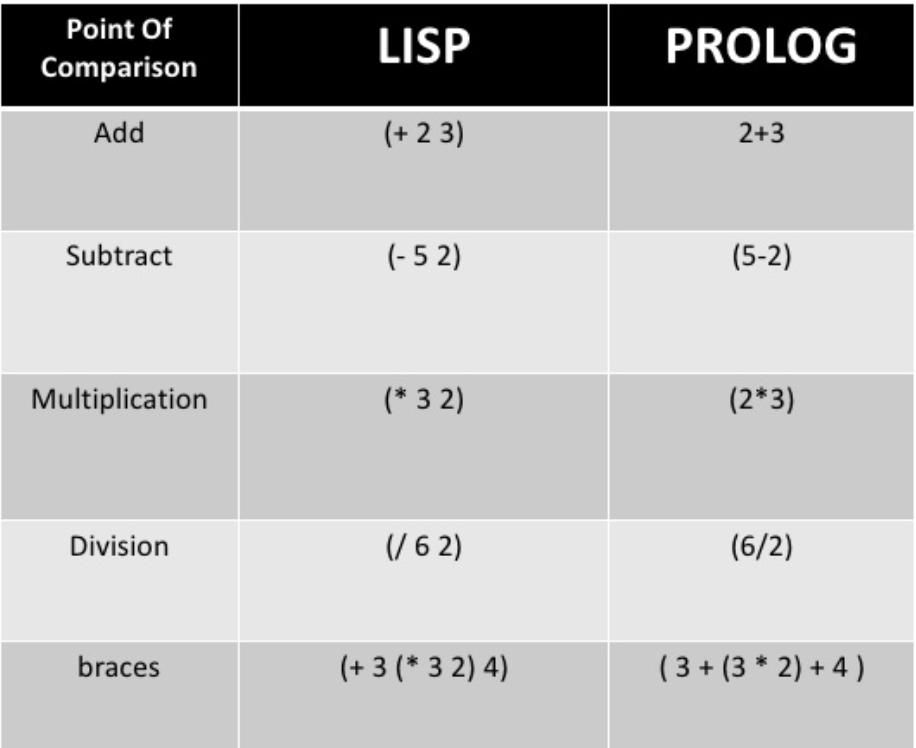 Point Of
Comparison
LISP
PROLOG
Add
(+ 2 3)
2+3
Subtract
(- 5 2)
(5-2)
Multiplication
(* 3 2)
(2*3)
Division
(/ 6 2)
(6/2)
braces
(+ 3 (* 3 2) 4)
( 3 + (3 * 2) + 4 )